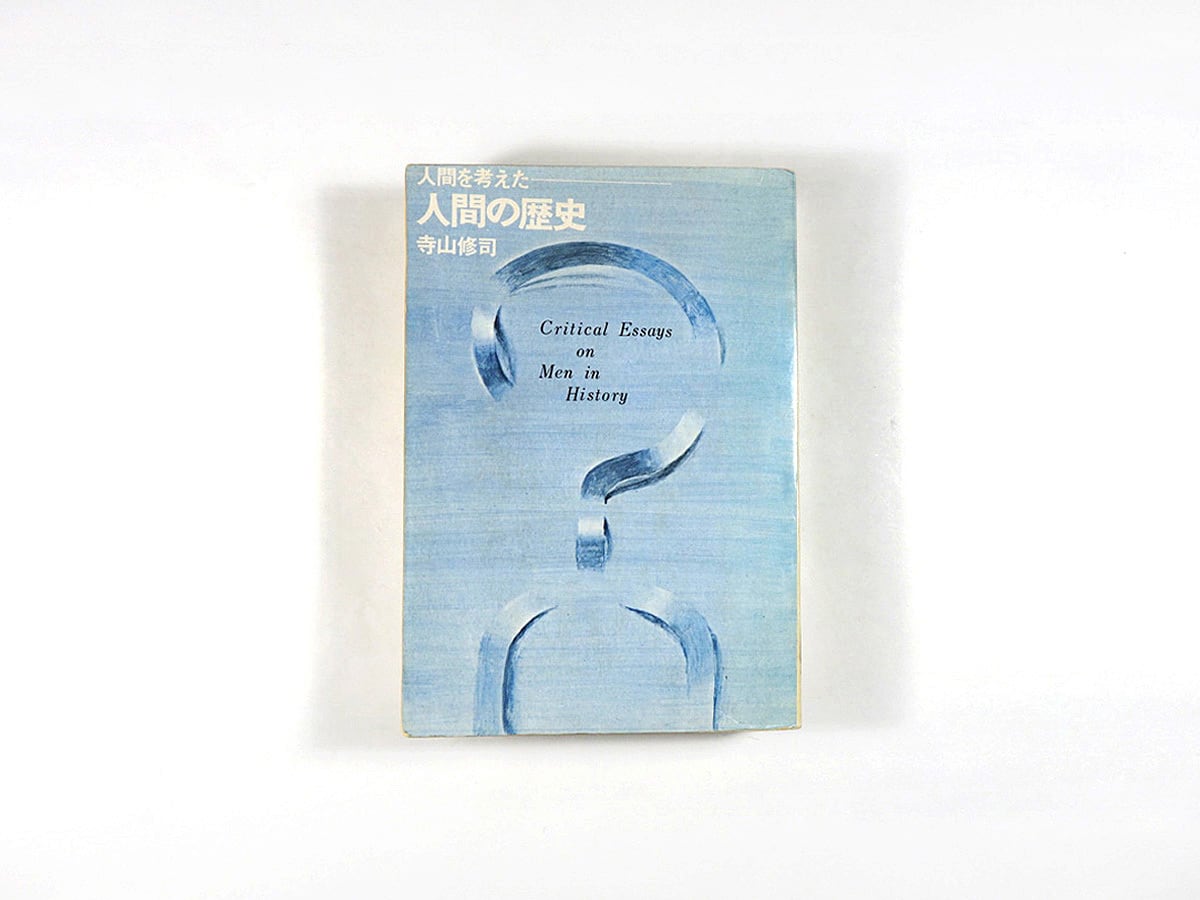 人間を考えた
人間の歴史
寺山修司
Critical Essays
on
Men in
History